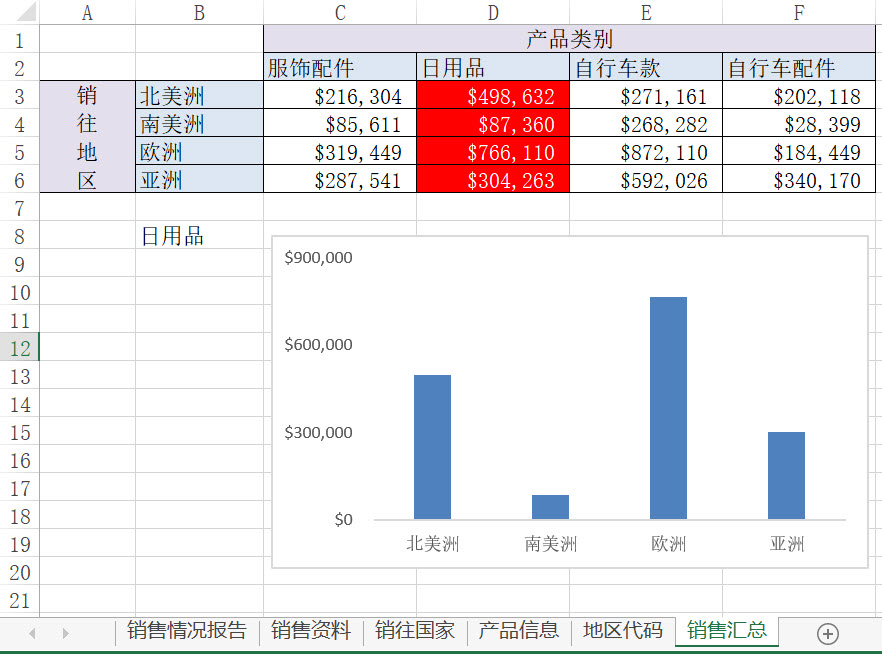 A B C D E F
1 产品类别
2 服饰配件 日用品 自行车款 自行车配件
3 销 北美洲 $216,304 $498,632 $271,161 $202,118
4 往 南美洲 $85,611 $87,360 $268,282 $28,399
5 地 欧洲 $319,449 $766,110 $872,110 $184,449
6 区 亚洲 $287,541 $304,263 $592,026 $340,170
7
8 日用品
9
10
11
12
13
14
15
16
17
18
19
20
21
$900,000
$600,000
$300,000
$0
北美洲 南美洲 欧洲 亚洲
销售情况报告 销售资料 销往国家 产品信息 地区代码 销售汇总